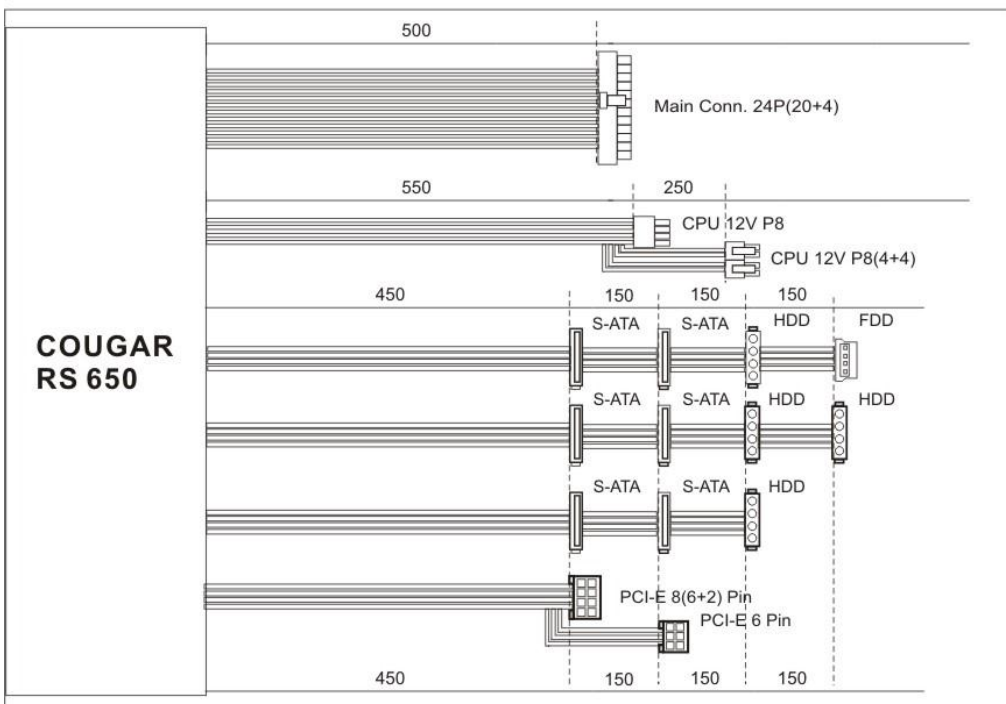 500
Main Conn. 24P(20+4)
550 250
CPU 12V P8
CPU 12V P8(4+4)
450 150 150 150
S-ATA S-ATA HDD FDD
COUGAR
RS 650
S-ATA S-ATA HDD HDD
S-ATA S-ATA HDD
PCI-E 8(6+2) Pin
PCI-E 6 Pin
450 150 150 150